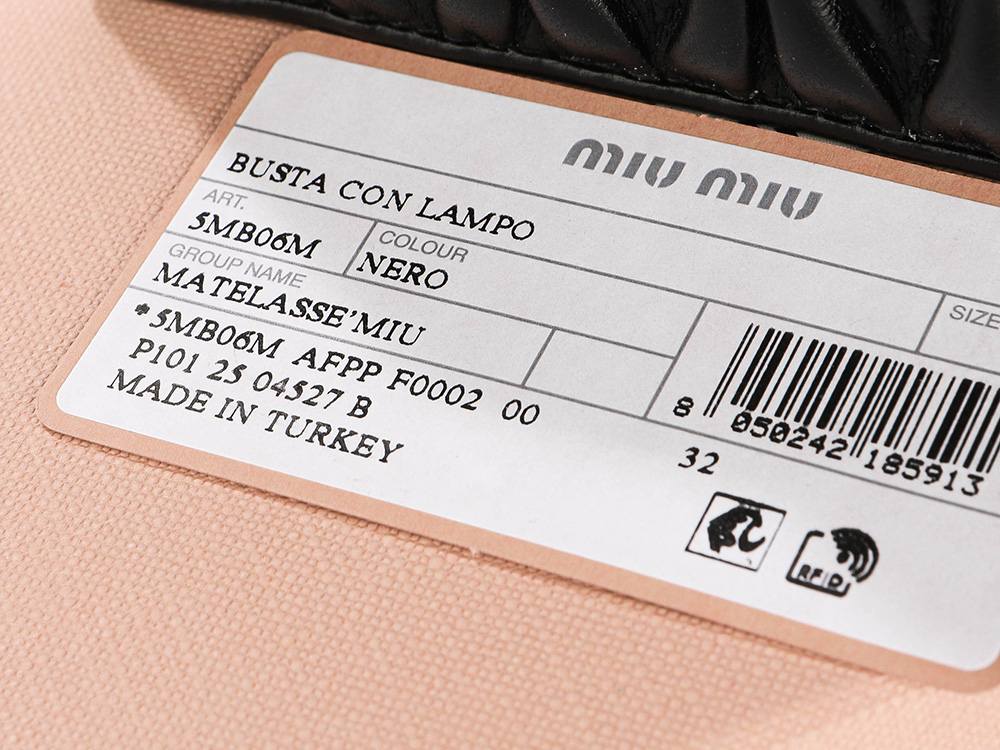 MIU MIU
BUSTA CON LAMPO
ART.
5MB06M
COLOUR
NERO
SIZE
GROUP NAME
MATELASSE'MIU
*5MB06M AFPP F0002 00
P101 25 04527 B
MADE IN TURKEY
8 050242 185913
32
RFID